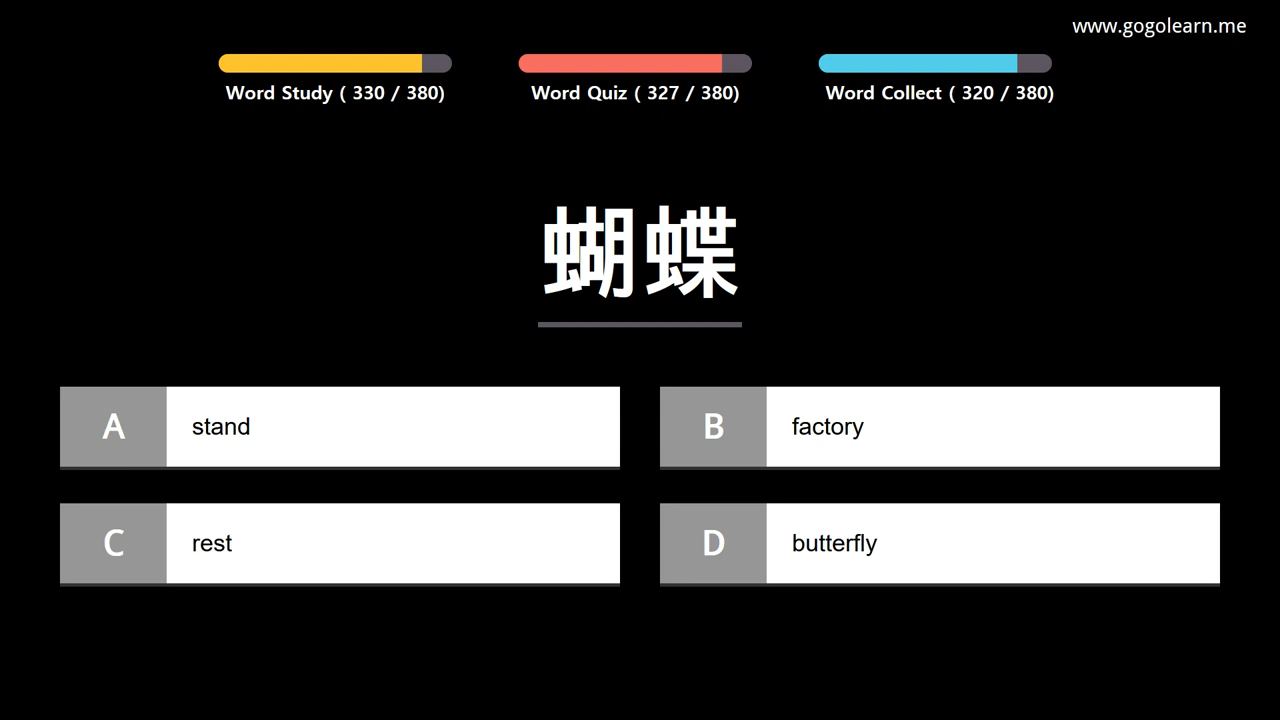 www.gogolearn.me
Word Study ( 330 / 380)
Word Quiz ( 327 / 380)
Word Collect ( 320 / 380)
蝴蝶
A stand
B factory
C rest
D butterfly